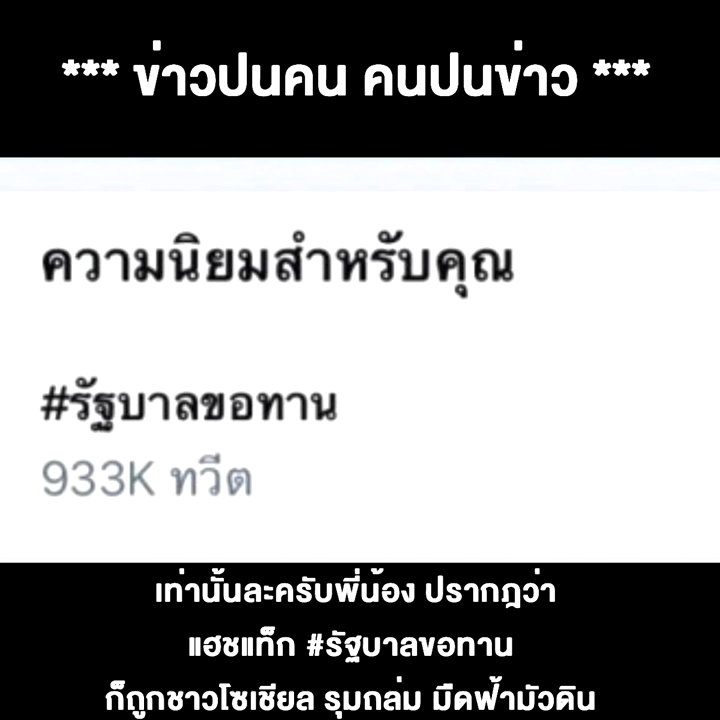 *** ข่าวปนคน คนปนข่าว ***
ความนิยมสำหรับคุณ
#รัฐบาลขอทาน
933K ทวีต
เท่านั้นละครับพี่น้อง ปรากฎว่า
แฮชแท็ก #รัฐบาลขอทาน
ก็ถูกชาวโซเชียล รุมถล่ม มืดฟ้ามัวดิน